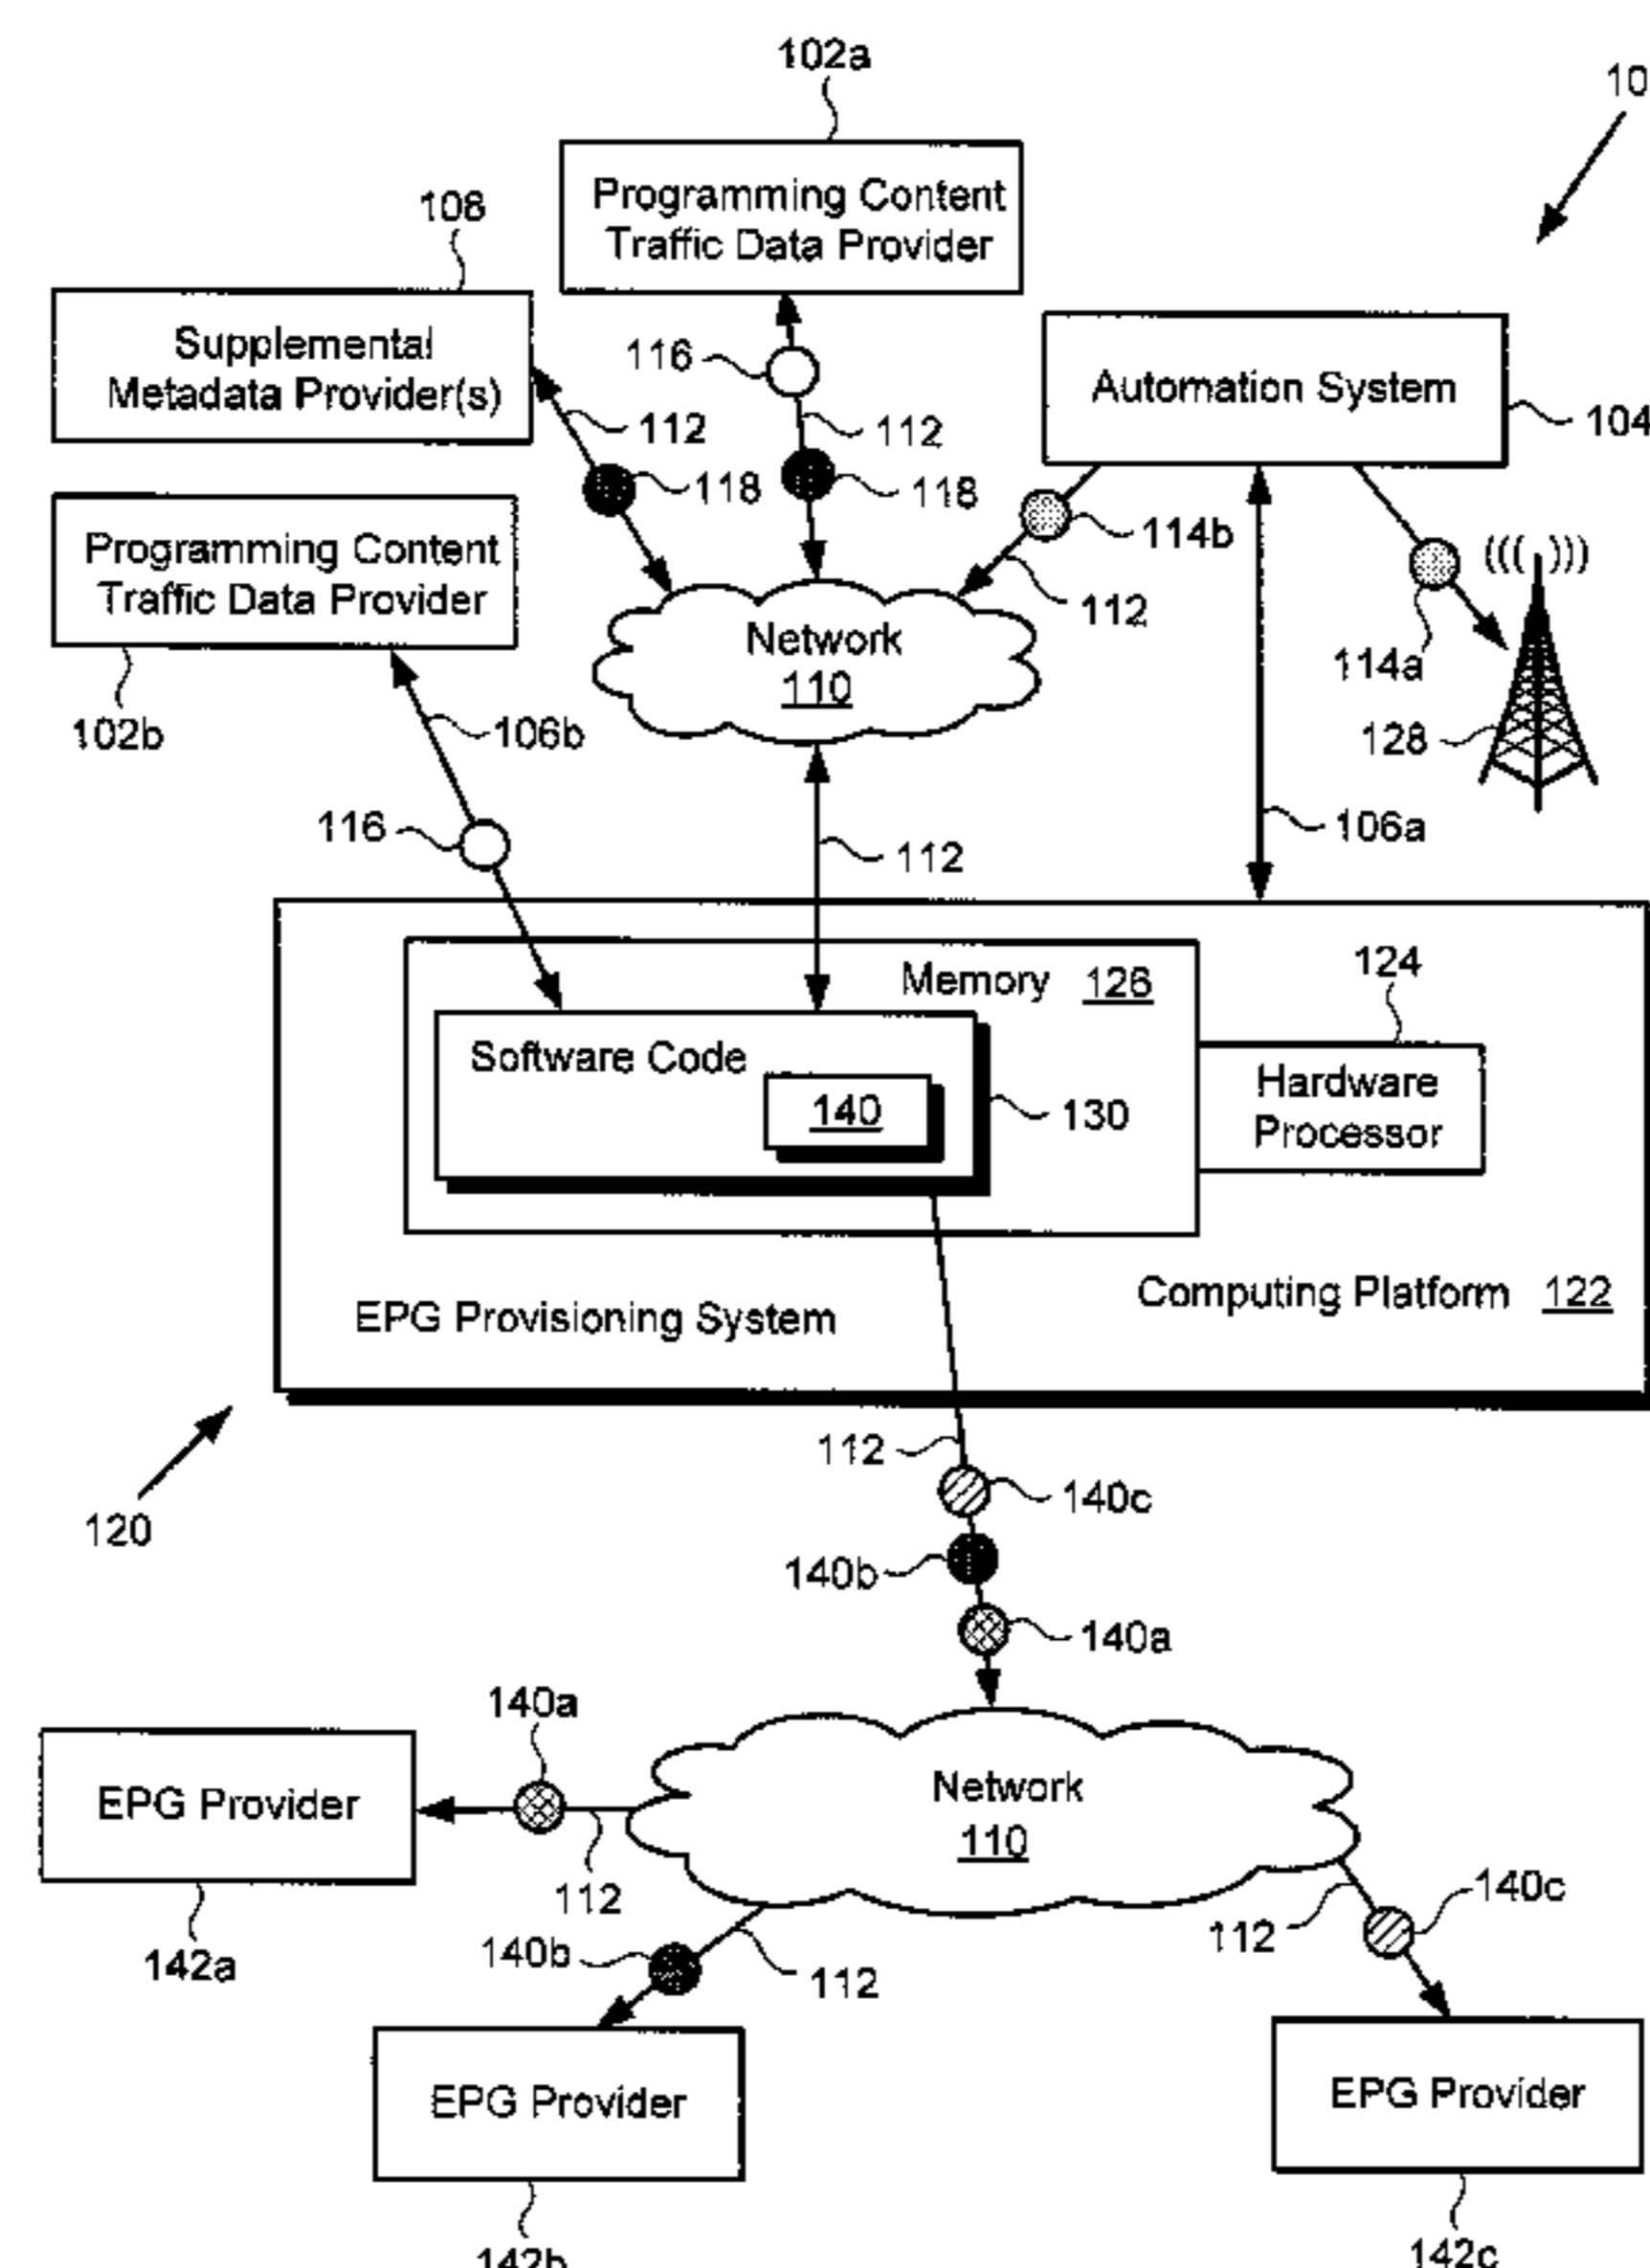 102a
10
Programming Content
Traffic Data Provider
108
Supplemental
Metadata Provider(s)
116
112
112
Automation System
104
118
118
114b
((( )))
Programming Content
Traffic Data Provider
112
Network
110
114a
102b
106b
128
116
112
106a
Memory 126
124
Software Code
140
130
Hardware
Processor
Computing Platform 122
EPG Provisioning System
112
140c
120
140b
140a
140a
EPG Provider
Network
110
112
140c
142a
140b
112
112
EPG Provider
EPG Provider
142b
142c